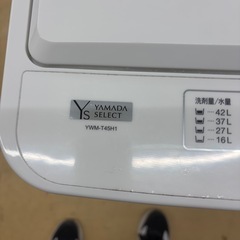 YS YAMADA
SELECT
YWM-T45H1
洗剤量/水量
42L
37L
27L
16L